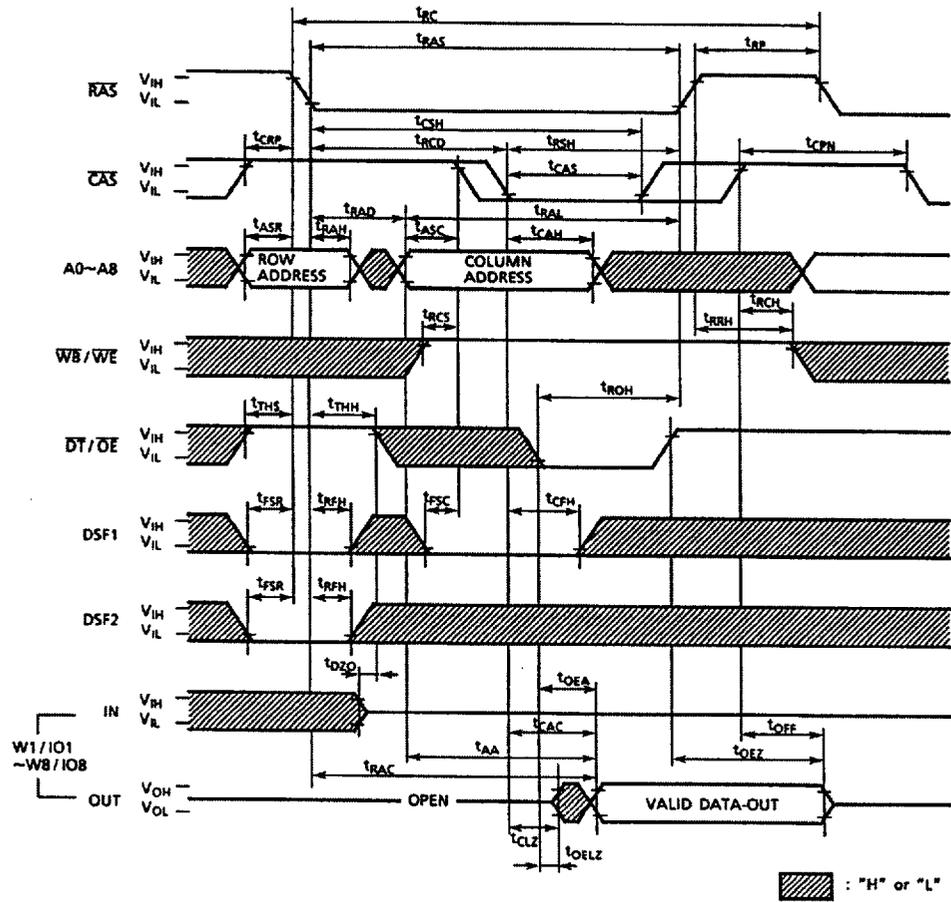 tRC
tRAS
tRP
RAS
VIH
VIL
tCSH
tCRP
tRCD
tRSH
tCPN
CAS
VIH
VIL
tCAS
tRAD
tRAL
tASR
tRAH
tASC
tCAH
A0~A8
VIH
VIL
ROW ADDRESS
COLUMN ADDRESS
tRCH
tRCS
tRRH
WB/WE
VIH
VIL
tROH
tTHS
tTHH
DT/OE
VIH
VIL
tFSR
tRFH
tFSC
tCFH
DSF1
VIH
VIL
tFSR
tRFH
DSF2
VIH
VIL
tDZO
tOEA
IN
VIH
VIL
tCAC
tOFF
W1/IO1
~W8/IO8
tAA
tOEZ
tRAC
OUT
VOH
VOL
OPEN
VALID DATA-OUT
tCLZ
tOELZ
: "H" or "L"